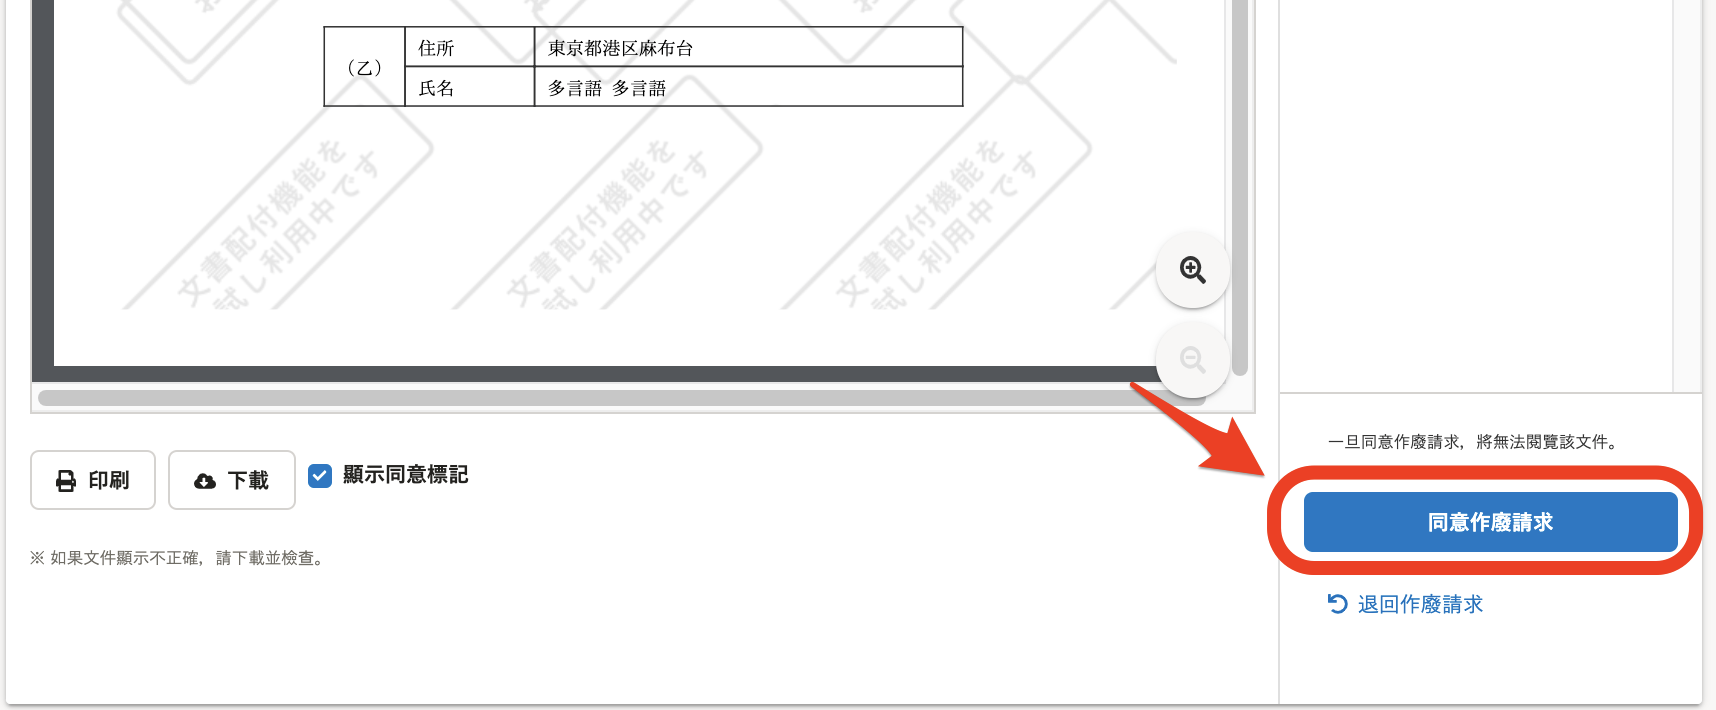 （乙）
住所
東京都港区麻布台
氏名
多言語 多言語
文書配付機能を
試し利用中です
文書配付機能を
試し利用中です
文書配付機能を
試し利用中です
一旦同意作廢請求，將無法閱覽該文件。
同意作廢請求
退回作廢請求
印刷
下載
顯示同意標記
※ 如果文件顯示不正確，請下載並檢查。